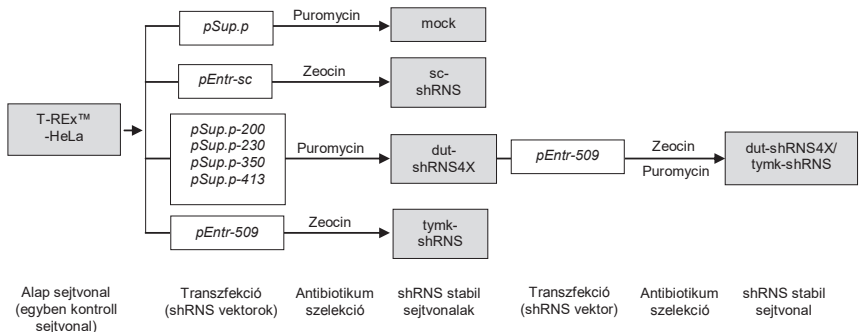 pSup.p
Puromycin
mock
pEntr-sc
Zeocin
sc-
shRNS
T-REx™
-HeLa
pSup.p-200
pSup.p-230
pSup.p-350
pSup.p-413
Puromycin
dut-
shRNS4X
pEntr-509
Zeocin
Puromycin
dut-shRNS4X/
tymk-shRNS
pEntr-509
Zeocin
tymk-
shRNS
Alap sejtvonal
(egyben kontroll
sejtvonal)
Transzfekció
(shRNS vektorok)
Antibiotikum
szelekció
shRNS stabil
sejtvonalak
Transzfekció
(shRNS vektor)
Antibiotikum
szelekció
shRNS stabil
sejtvonal